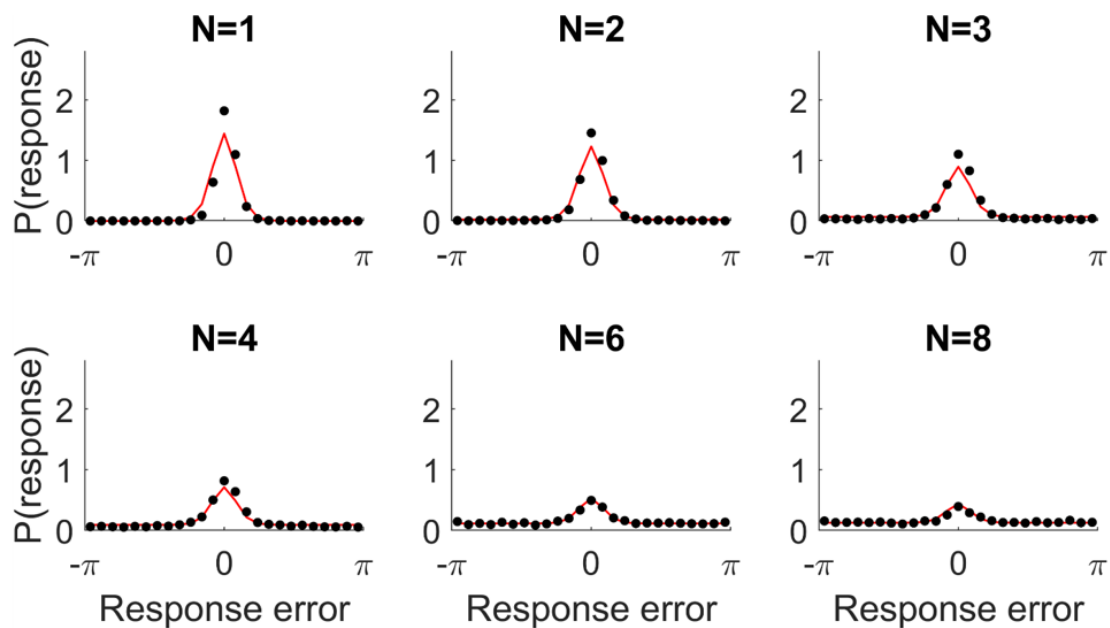 N=1
N=2
N=3
P(response)
2
1
0
-π 0 π
2
1
0
-π 0 π
2
1
0
-π 0 π
N=4
N=6
N=8
P(response)
2
1
0
-π 0 π
2
1
0
-π 0 π
2
1
0
-π 0 π
Response error
Response error
Response error